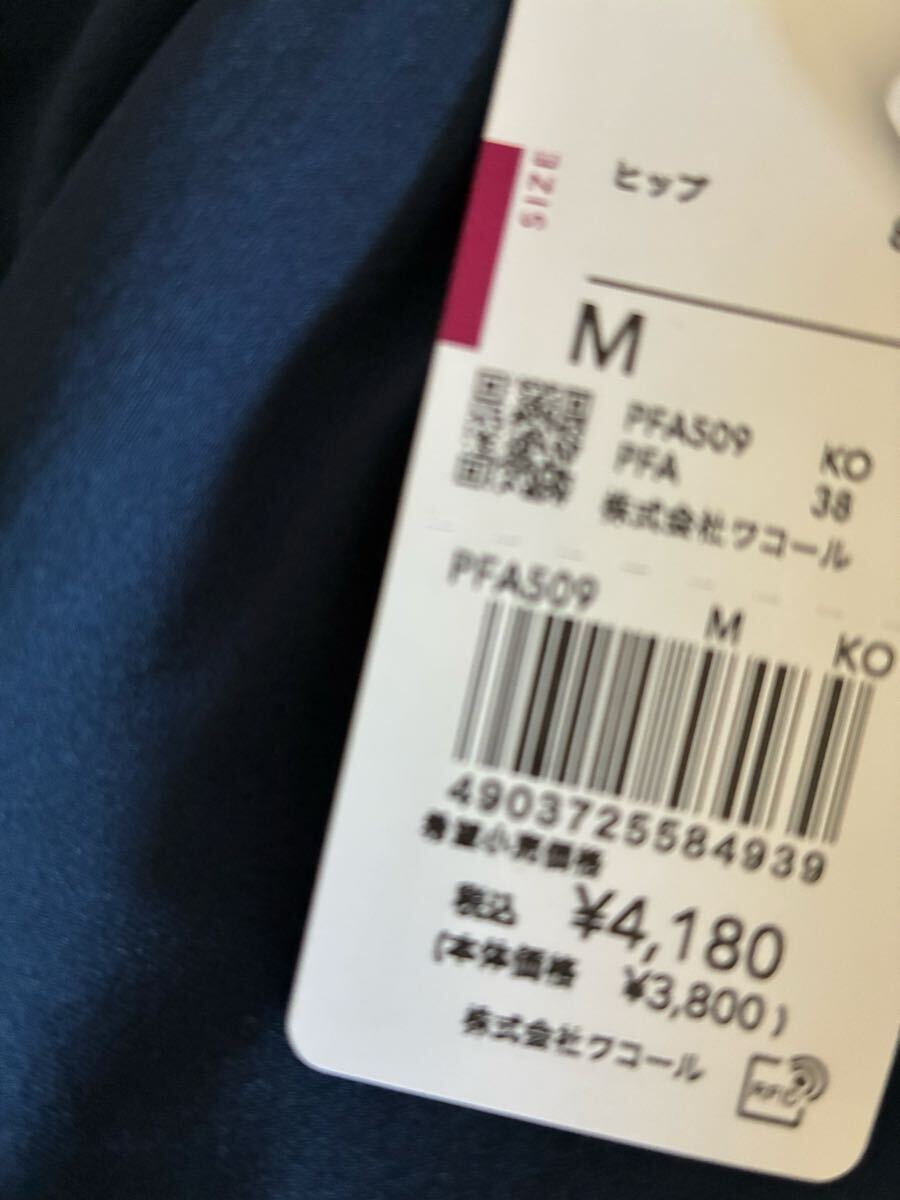 SIZE
ヒップ
M
PFA509 KO
PFA 38
株式会社ワコール
PFA509 M KO
4903725584939
希望小売価格
税込 ¥4,180
(本体価格 ¥3,800)
株式会社ワコール